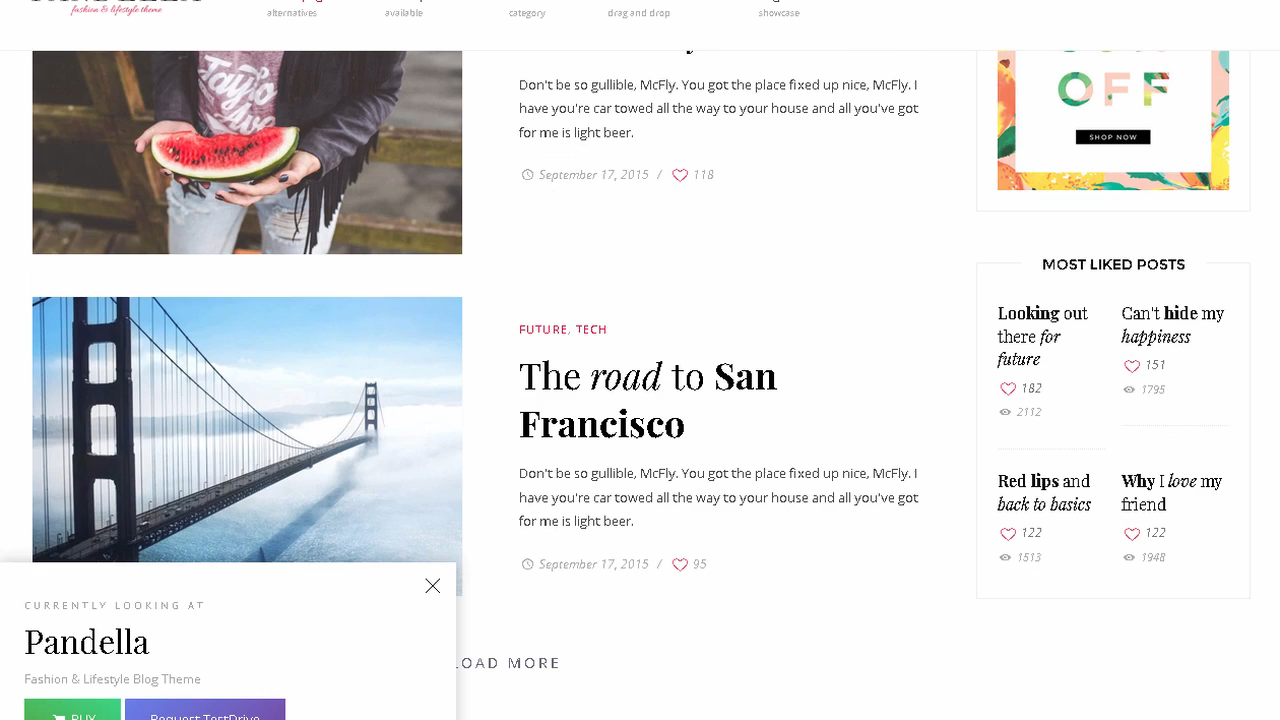 fashion & lifestyle theme
alternatives
available
category
drag and drop
showcase
Don't be so gullible, McFly. You got the place fixed up nice, McFly. I
have you're car towed all the way to your house and all you've got
for me is light beer.
September 17, 2015 / 118
OFF
SHOP NOW
MOST LIKED POSTS
Looking out
there for
future
182
2112
Can't hide my
happiness
151
1795
Red lips and
back to basics
122
1513
Why I love my
friend
122
1948
FUTURE, TECH
The road to San
Francisco
Don't be so gullible, McFly. You got the place fixed up nice, McFly. I
have you're car towed all the way to your house and all you've got
for me is light beer.
September 17, 2015 / 95
LOAD MORE
CURRENTLY LOOKING AT
Pandella
Fashion & Lifestyle Blog Theme
BUY
Request TestDrive